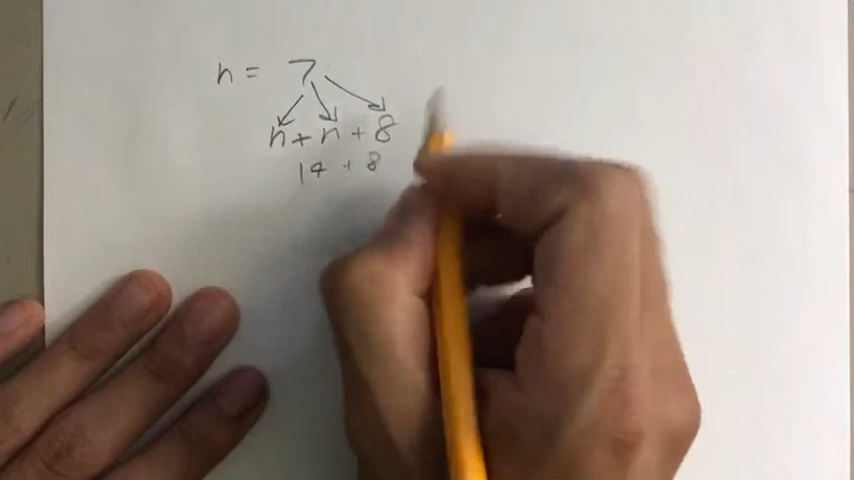 n = 7
n + n + 8
14 + 8